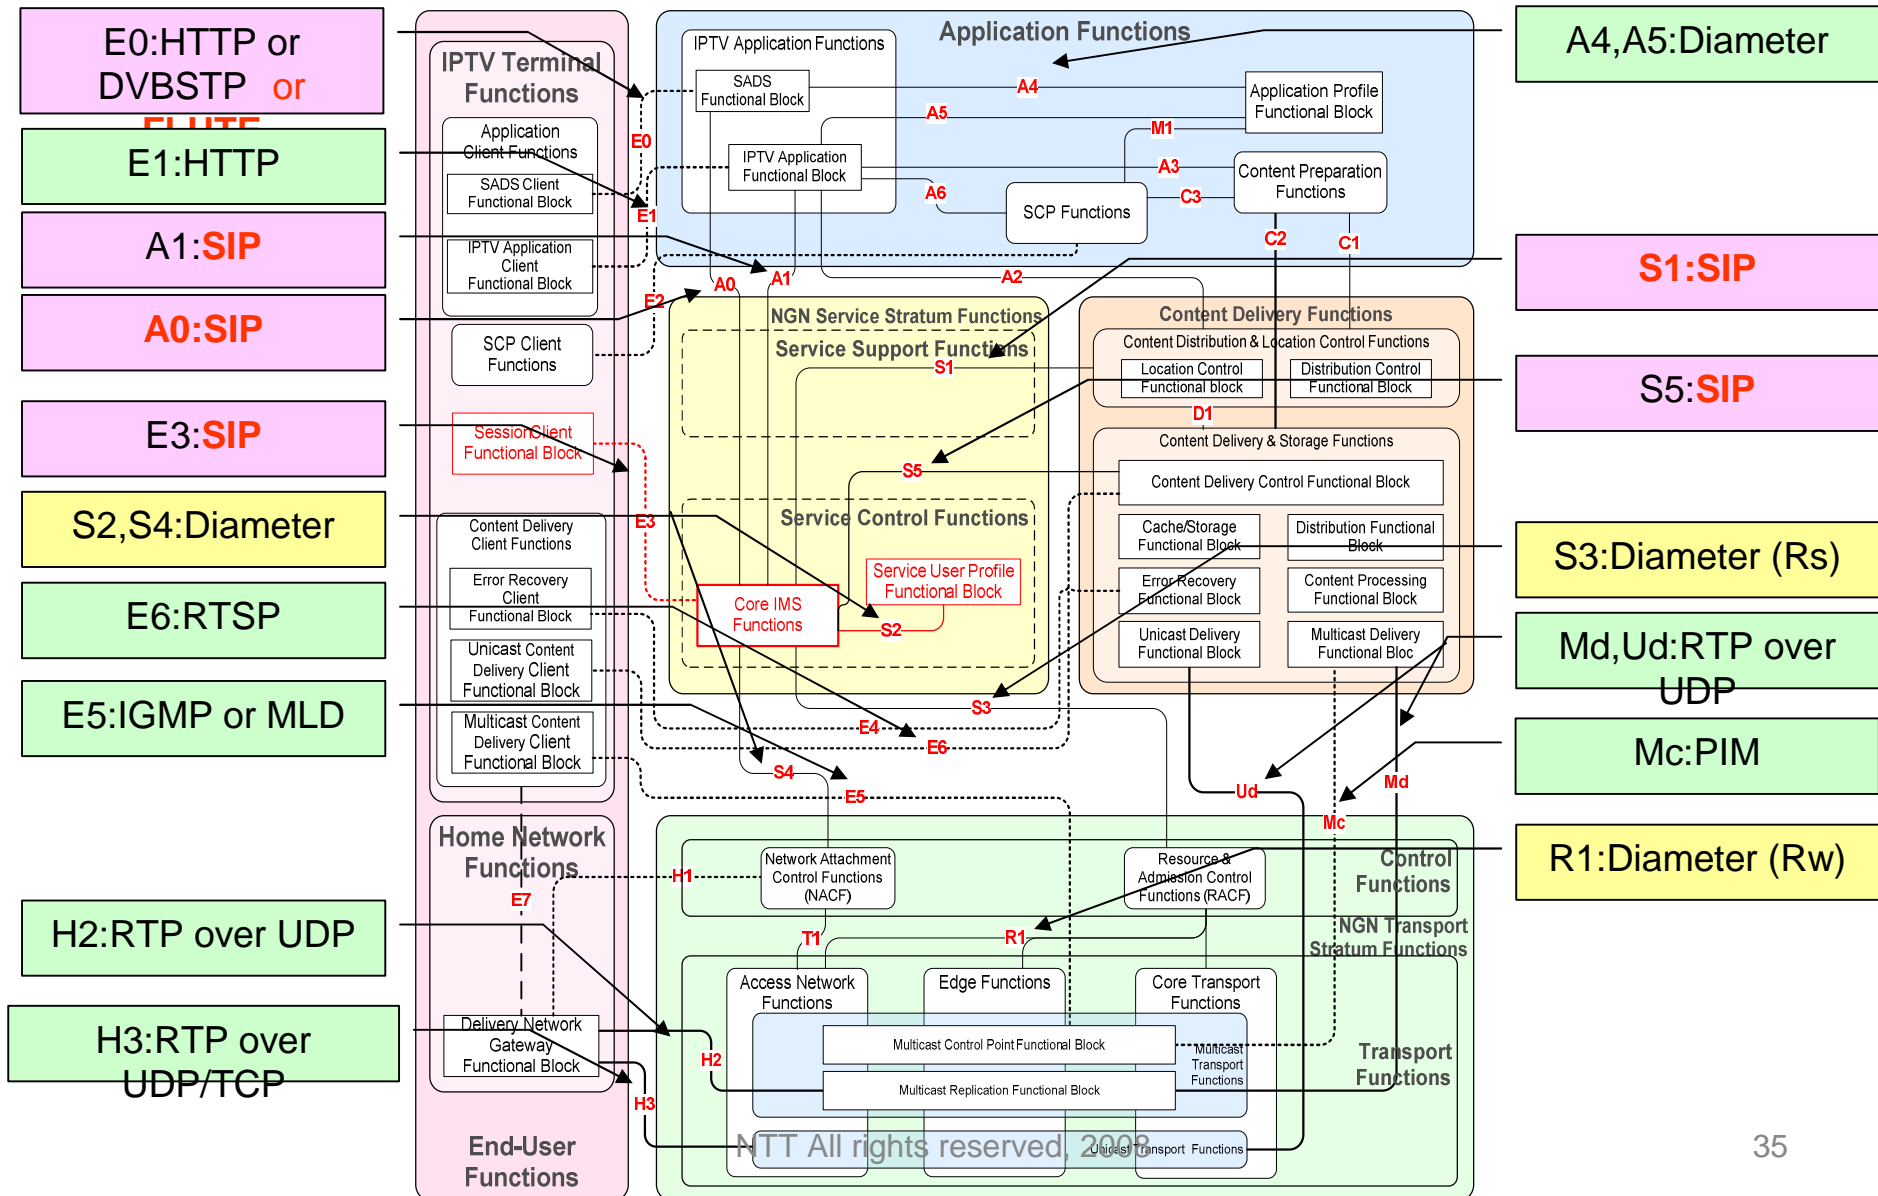 E0:HTTP or
DVBSTP or
FLUTE
E1:HTTP
A1:SIP
A0:SIP
E3:SIP
S2,S4:Diameter
E6:RTSP
E5:IGMP or MLD
H2:RTP over UDP
H3:RTP over
UDP/TCP
IPTV Terminal
Functions
Application
Client Functions
SADS Client
Functional Block
IPTV Application
Client
Functional Block
SCP Client
Functions
SessionClient
Functional Block
Content Delivery
Client Functions
Error Recovery
Client
Functional Block
Unicast Content
Delivery Client
Functional Block
Multicast Content
Delivery Client
Functional Block
Home Network
Functions
E7
Delivery Network
Gateway
Functional Block
End-User
Functions
E0
E1
E2
E3
H1
H2
H3
Application Functions
IPTV Application Functions
SADS
Functional Block
IPTV Application
Functional Block
A4
A5
M1
A3
A6
C3
Application Profile
Functional Block
Content Preparation
Functions
SCP Functions
C2
C1
A0
A1
A2
NGN Service Stratum Functions
Service Support Functions
S1
S5
Service Control Functions
Service User Profile
Functional Block
Core IMS
Functions
S2
Content Delivery Functions
Content Distribution & Location Control Functions
Location Control
Functional block
Distribution Control
Functional Block
D1
Content Delivery & Storage Functions
Content Delivery Control Functional Block
Cache/Storage
Functional Block
Distribution Functional
Block
Error Recovery
Functional Block
Content Processing
Functional Block
Unicast Delivery
Functional Block
Multicast Delivery
Functional Bloc
S3
E4
E6
S4
E5
Ud
Md
Mc
Network Attachment
Control Functions
(NACF)
Resource &
Admission Control
Functions (RACF)
Control
Functions
NGN Transport
Stratum Functions
T1
R1
Access Network
Functions
Edge Functions
Core Transport
Functions
Multicast Control Point Functional Block
Multicast
Transport
Functions
Multicast Replication Functional Block
Transport
Functions
Unicast Transport Functions
A4,A5:Diameter
S1:SIP
S5:SIP
S3:Diameter (Rs)
Md,Ud:RTP over
UDP
Mc:PIM
R1:Diameter (Rw)
NTT All rights reserved, 2008
35